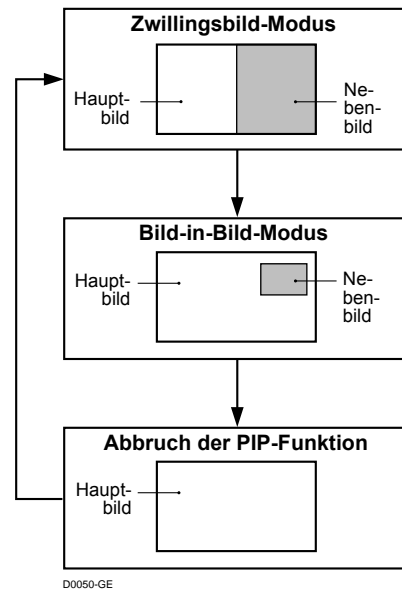 Zwillingsbild-Modus
Haupt-
bild
Ne-
ben-
bild
Bild-in-Bild-Modus
Haupt-
bild
Ne-
ben-
bild
Abbruch der PIP-Funktion
Haupt-
bild
D0050-GE